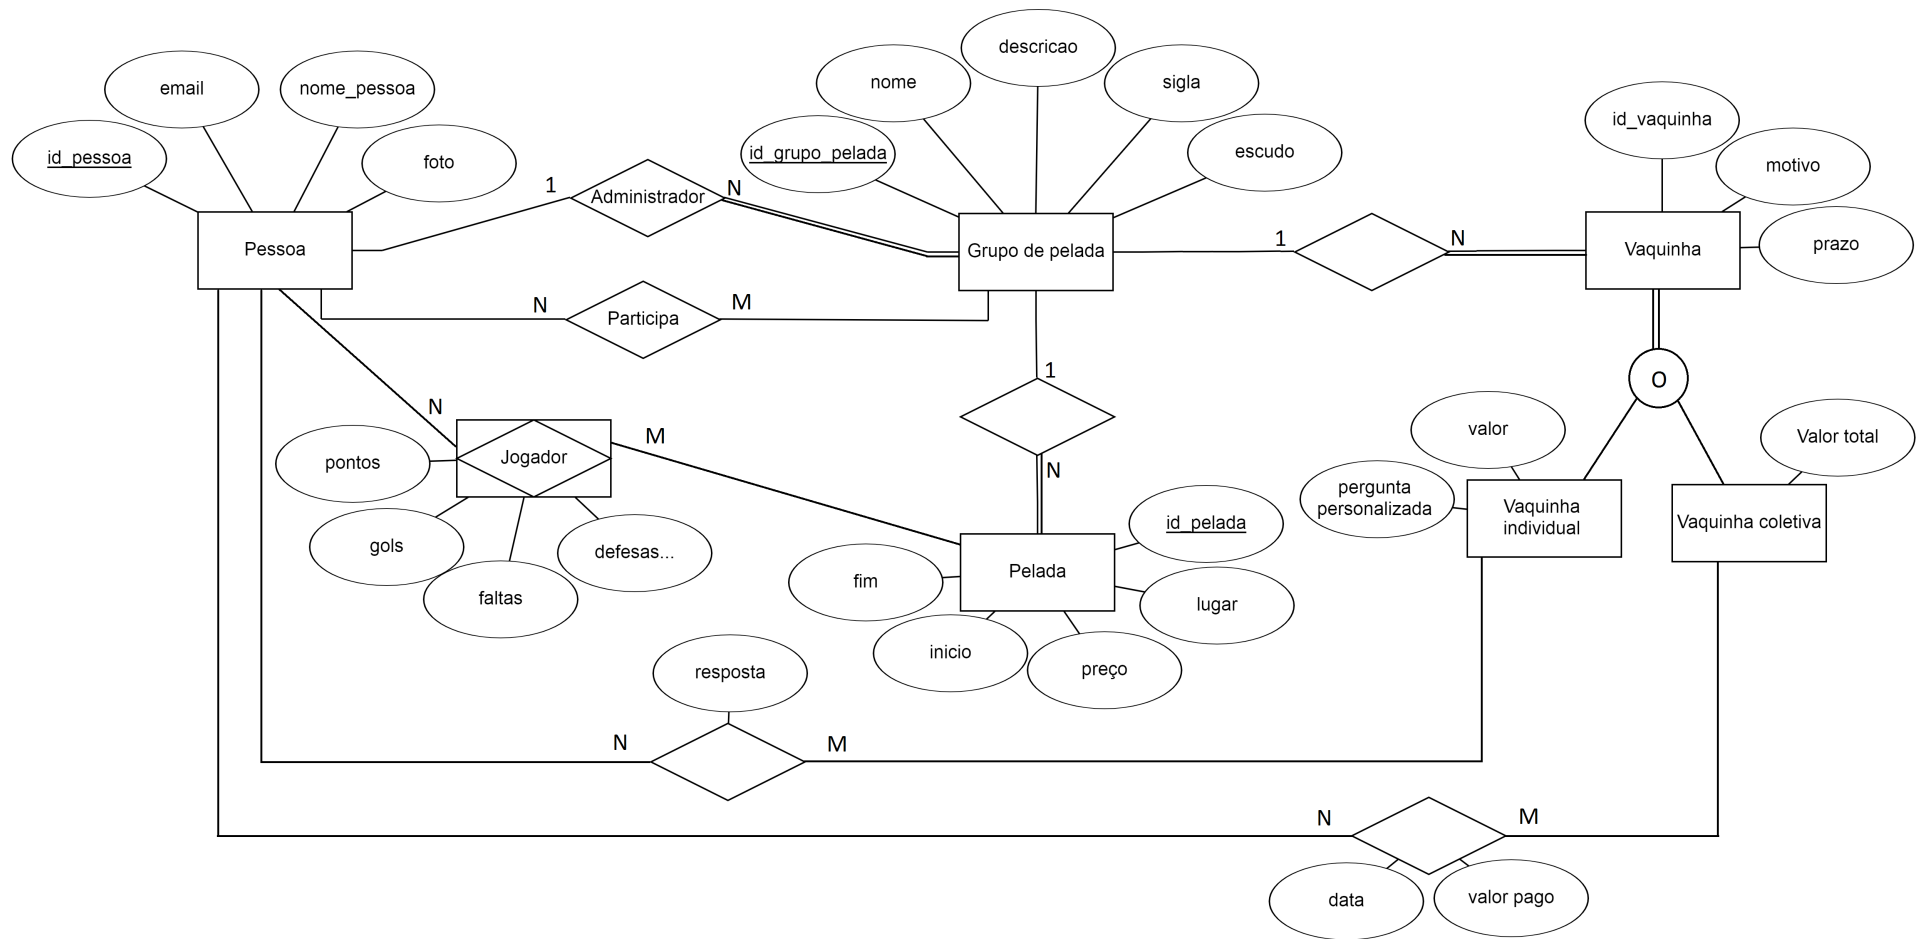 descricao
nome
sigla
email
nome_pessoa
id_vaquinha
id_pessoa
foto
id_grupo_pelada
escudo
motivo
1
Administrador
N
Pessoa
Grupo de pelada
1
N
Vaquinha
prazo
N
Participa
M
1
O
N
M
valor
Valor total
pontos
Jogador
N
pergunta
personalizada
Vaquinha
individual
Vaquinha coletiva
id_pelada
gols
defesas...
fim
Pelada
faltas
lugar
inicio
preço
resposta
N
M
N
M
data
valor pago